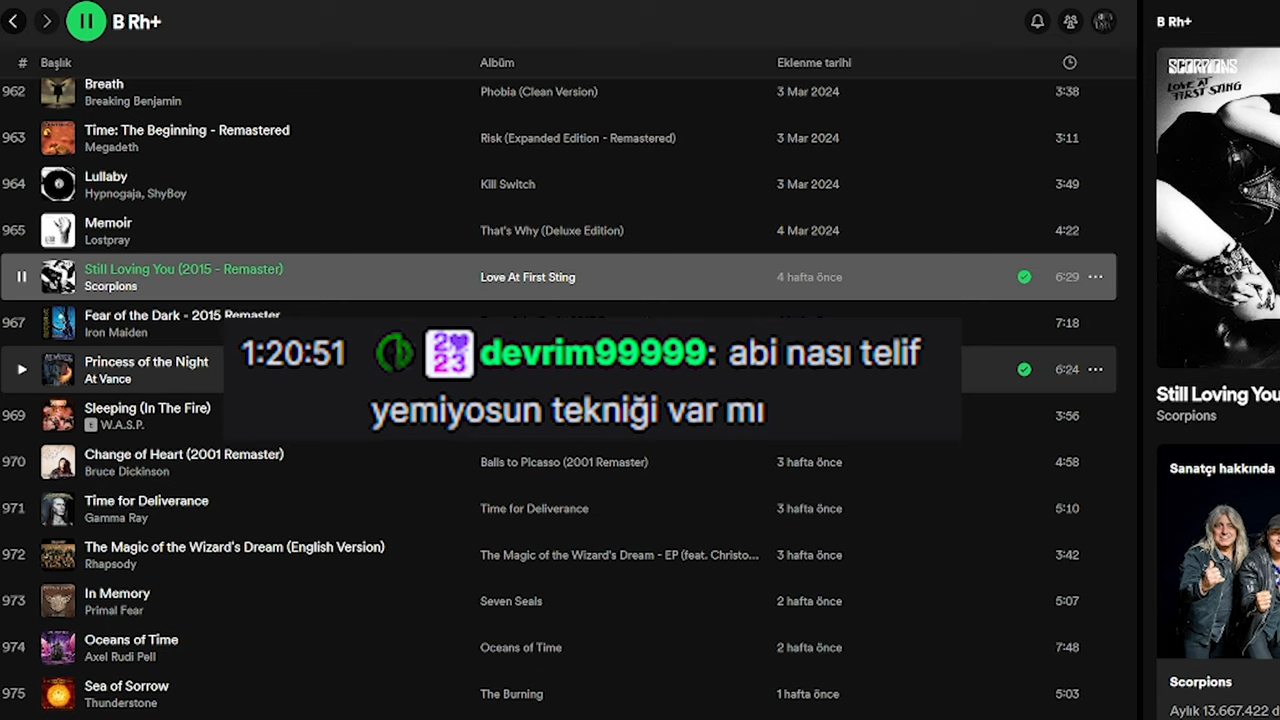 B Rh+
# Başlık Albüm Eklenme tarihi
962 Breath Phobia (Clean Version) 3 Mar 2024 3:38
Breaking Benjamin
963 Time: The Beginning - Remastered Risk (Expanded Edition - Remastered) 3 Mar 2024 3:11
Megadeth
964 Lullaby Kill Switch 3 Mar 2024 3:49
Hypnogaja, ShyBoy
965 Memoir That's Why (Deluxe Edition) 4 Mar 2024 4:22
Lostpray
Still Loving You (2015 - Remaster) Love At First Sting 4 hafta önce 6:29
Scorpions
967 Fear of the Dark - 2015 Remaster 7:18
Iron Maiden
Princess of the Night 6:24
At Vance
969 Sleeping (In The Fire) 3:56
E W.A.S.P.
1:20:51 2023 devrim99999: abi nası telif
yemiyosun tekniği var mı
970 Change of Heart (2001 Remaster) Balls to Picasso (2001 Remaster) 3 hafta önce 4:58
Bruce Dickinson
971 Time for Deliverance Time for Deliverance 3 hafta önce 5:10
Gamma Ray
972 The Magic of the Wizard's Dream (English Version) The Magic of the Wizard's Dream - EP (feat. Christo... 3 hafta önce 3:42
Rhapsody
973 In Memory Seven Seals 2 hafta önce 5:07
Primal Fear
974 Oceans of Time Oceans of Time 2 hafta önce 7:48
Axel Rudi Pell
975 Sea of Sorrow The Burning 1 hafta önce 5:03
Thunderstone
B Rh+
SCORPIONS
LOVE AT
FIRST STING
Still Loving You
Scorpions
Sanatçı hakkında
Scorpions
Aylık 13.667.422 d